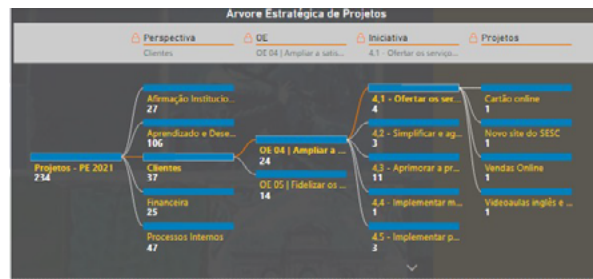 Árvore Estratégica de Projetos
Perspectiva
Clientes
OE
OE 04 | Ampliar a satis...
Iniciativa
4.1 - Ofertar os serviço...
Projetos
Projetos - PE 2021
234
Afirmação Institucio...
27
Aprendizado e Dese...
106
Clientes
37
Financeira
25
Processos Internos
47
OE 04 | Ampliar a ...
24
OE 05 | Fidelizar os ...
14
4.1 - Ofertar os ser...
4
4.2 - Simplificar e ag...
3
4.3 - Aprimorar a pr...
11
4.4 - Implementar m...
1
4.5 - Implementar p...
3
Cartão online
1
Novo site do SESC
1
Vendas Online
1
Videoaulas inglês e ...
1